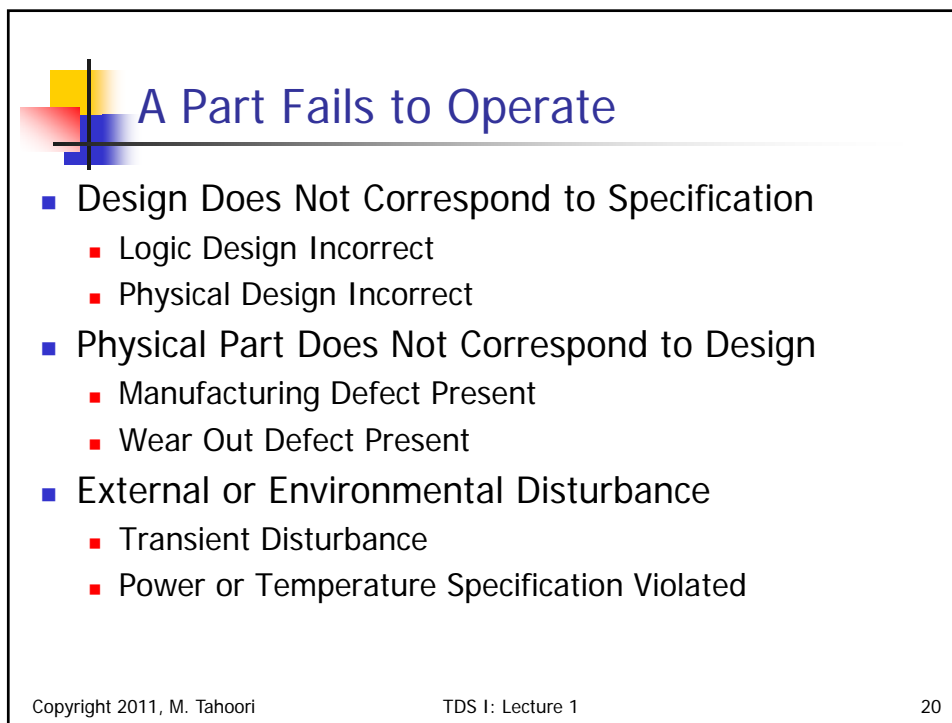 A Part Fails to Operate
Design Does Not Correspond to Specification
Logic Design Incorrect
Physical Design Incorrect
Physical Part Does Not Correspond to Design
Manufacturing Defect Present
Wear Out Defect Present
External or Environmental Disturbance
Transient Disturbance
Power or Temperature Specification Violated
Copyright 2011, M. Tahoori TDS I: Lecture 1 20